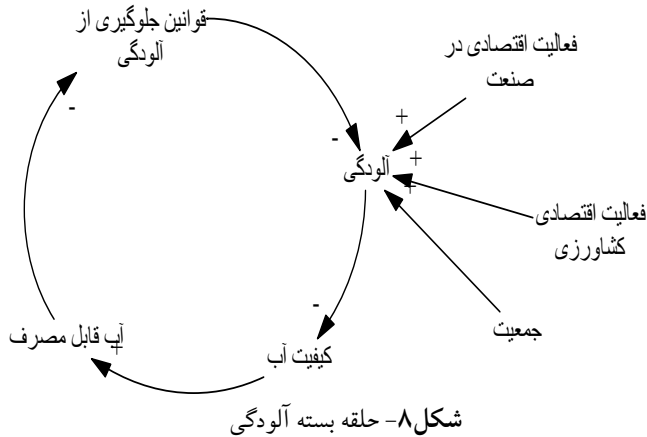 قوانین جلوگیری از
آلودگی
فعالیت اقتصادی در
صنعت
-
-
+
آلودگی
+
+
فعالیت اقتصادی
کشاورزی
جمعیت
-
کیفیت آب
آب قابل مصرف
+
شکل۸- حلقه بسته آلودگی